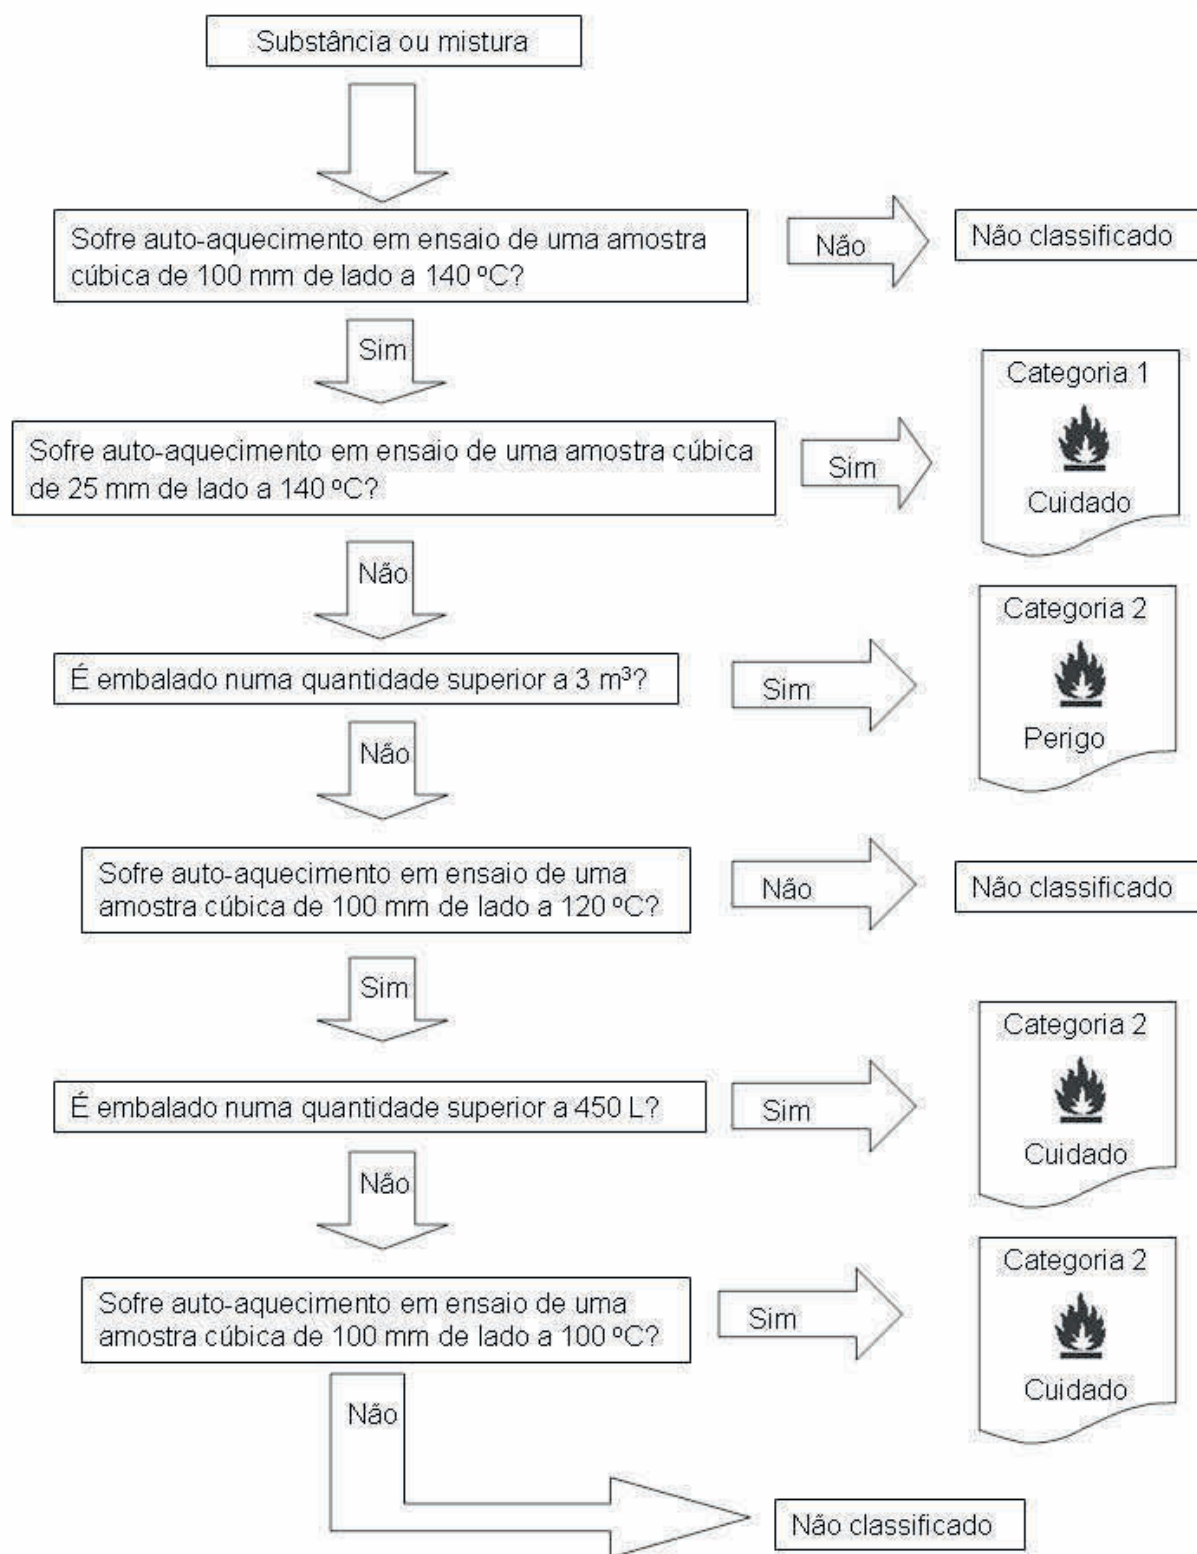 Substância ou mistura
Sofre auto-aquecimento em ensaio de uma amostra
cúbica de 100 mm de lado a 140 ºC?
Não
Não classificado
Sim
Sofre auto-aquecimento em ensaio de uma amostra cúbica
de 25 mm de lado a 140 ºC?
Sim
Categoria 1
Cuidado
Não
É embalado numa quantidade superior a 3 m³?
Sim
Categoria 2
Perigo
Não
Sofre auto-aquecimento em ensaio de uma
amostra cúbica de 100 mm de lado a 120 ºC?
Não
Não classificado
Sim
É embalado numa quantidade superior a 450 L?
Sim
Categoria 2
Cuidado
Não
Sofre auto-aquecimento em ensaio de uma
amostra cúbica de 100 mm de lado a 100 ºC?
Sim
Categoria 2
Cuidado
Não
Não classificado